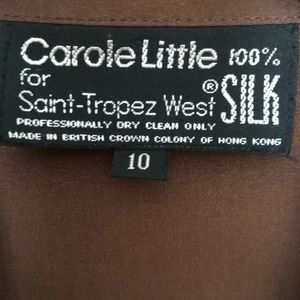 Carole Little 100%
for
Saint-Tropez West ® SILK
PROFESSIONALLY DRY CLEAN ONLY
MADE IN BRITISH CROWN COLONY OF HONG KONG
10